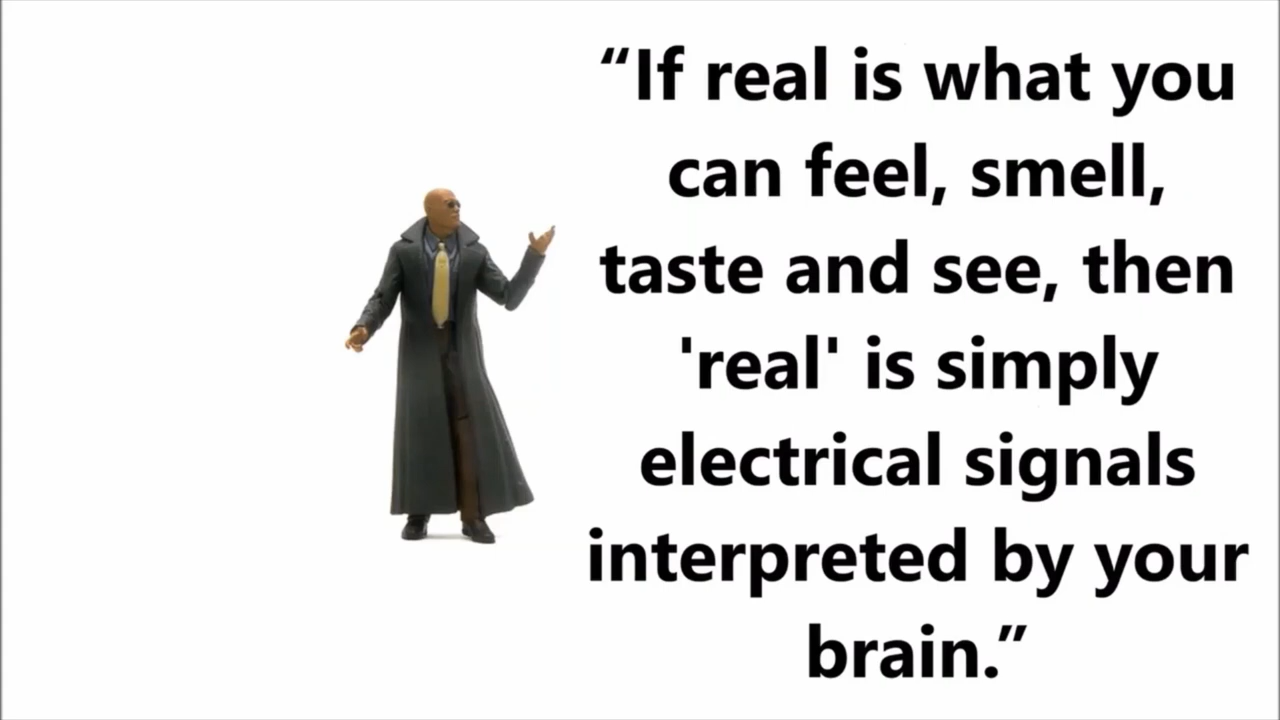 “If real is what you
can feel, smell,
taste and see, then
'real' is simply
electrical signals
interpreted by your
brain.”